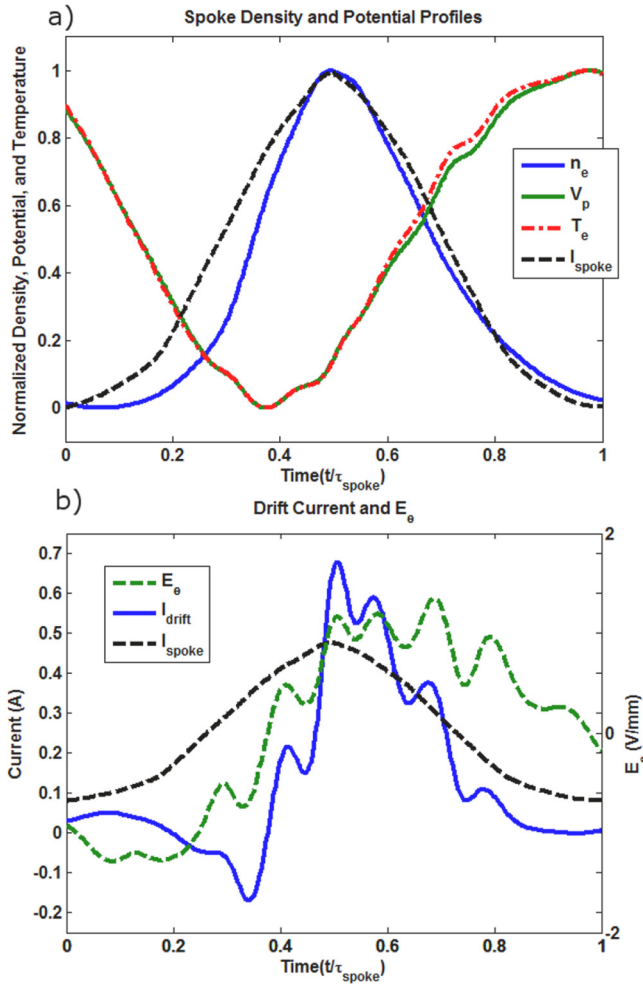 a)
Spoke Density and Potential Profiles
Normalized Density, Potential, and Temperature
1
0.8
0.6
0.4
0.2
0
n_e
V_p
T_e
I_spoke
0 0.2 0.4 0.6 0.8 1
Time(t/τ_spoke)
b)
Drift Current and E_θ
Current (A)
0.7
0.6
0.5
0.4
0.3
0.2
0.1
0
-0.1
-0.2
E_θ
I_drift
I_spoke
2
0
-2
E_θ (V/mm)
0 0.2 0.4 0.6 0.8 1
Time(t/τ_spoke)